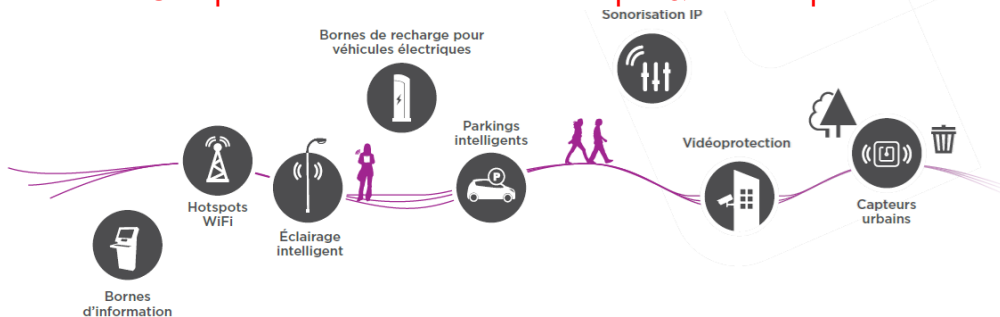 Sonorisation IP
Bornes de recharge pour
véhicules électriques
Parkings
intelligents
P
Vidéoprotection
Hotspots
WiFi
Éclairage
intelligent
Capteurs
urbains
Bornes
d'information